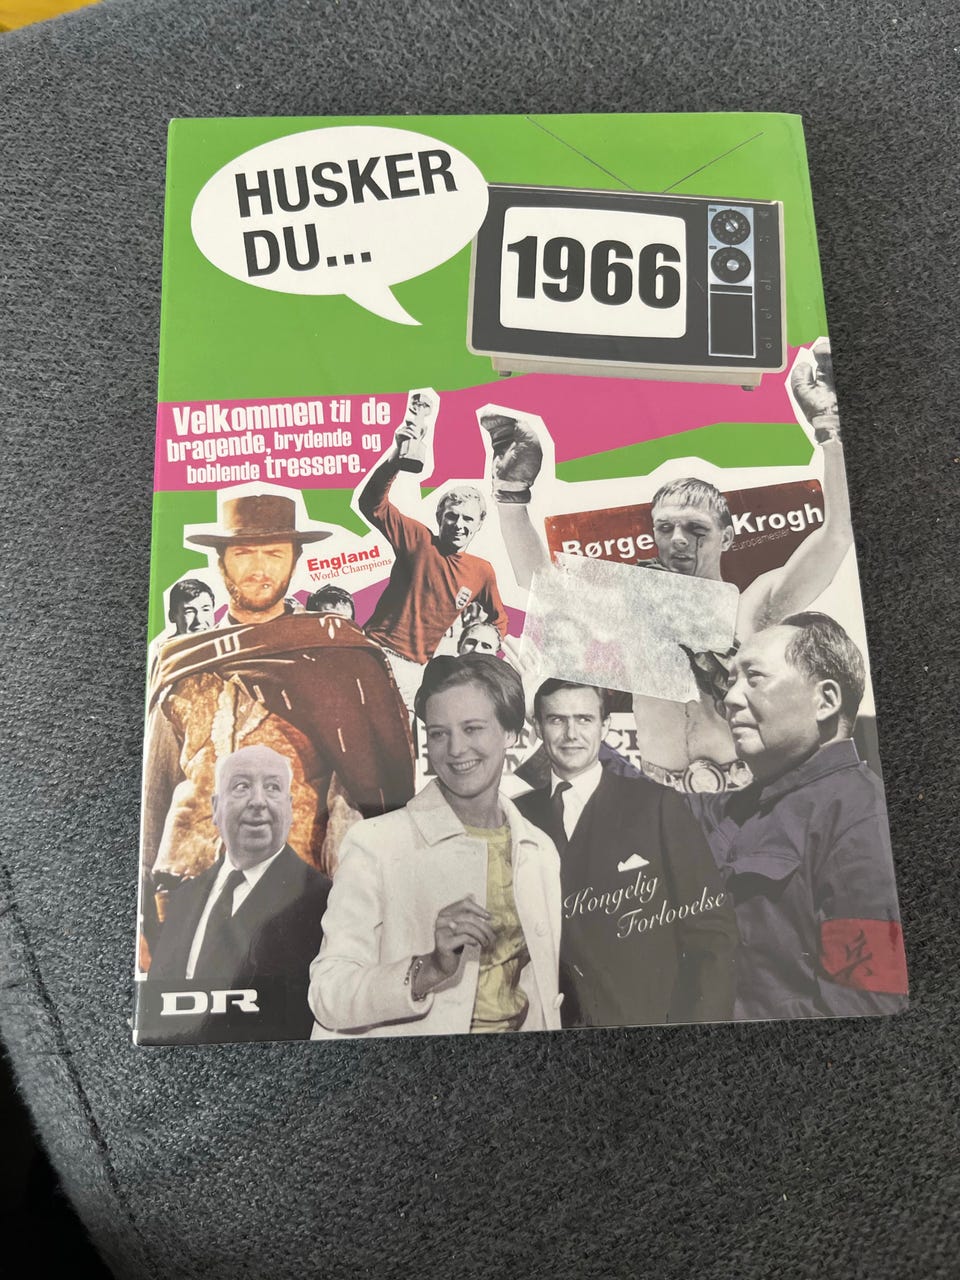 HUSKER
DU...
1966
Velkommen til de
bragende, brydende og
boblende tressere.
England
World Champions
Børge Krogh
Europamester
Kongelig
Forlovelse
兵
DR